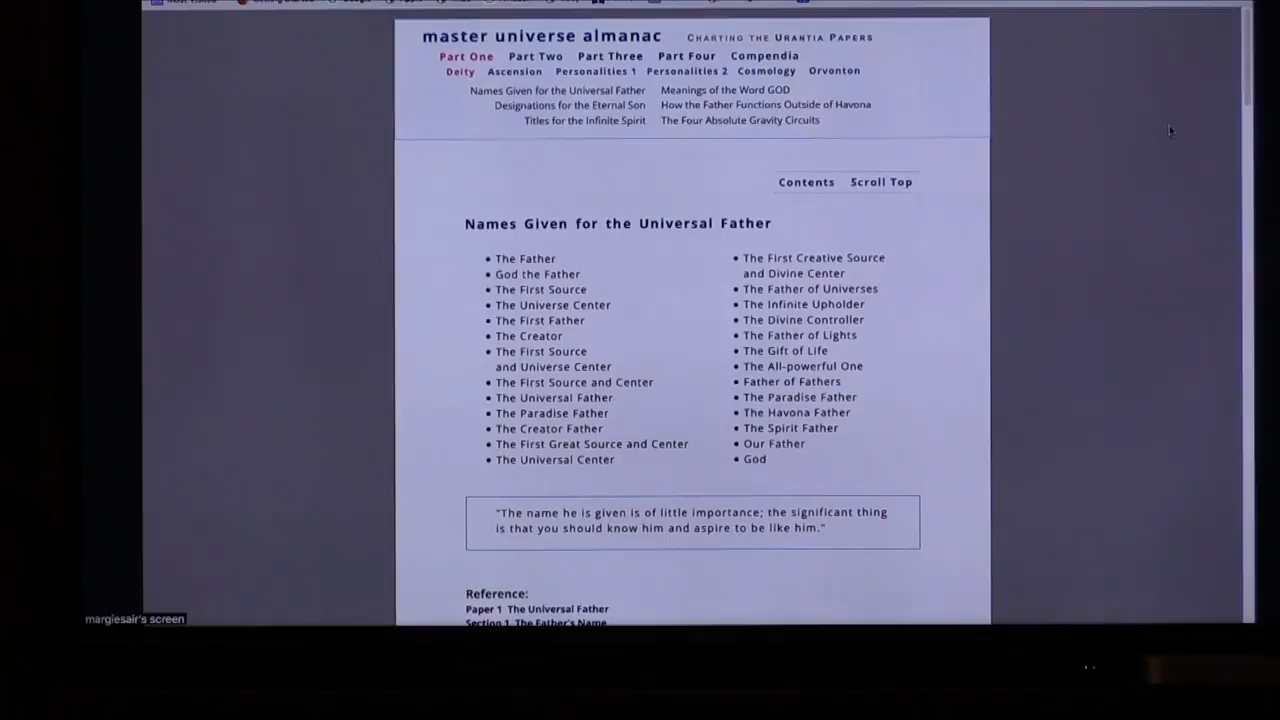 master universe almanac CHARTING THE URANTIA PAPERS
Part One Part Two Part Three Part Four Compendia
Deity Ascension Personalities 1 Personalities 2 Cosmology Orvonton
Names Given for the Universal Father Meanings of the Word GOD
Designations for the Eternal Son How the Father Functions Outside of Havona
Titles for the Infinite Spirit The Four Absolute Gravity Circuits
Contents Scroll Top
Names Given for the Universal Father
• The Father
• God the Father
• The First Source
• The Universe Center
• The First Father
• The Creator
• The First Source
and Universe Center
• The First Source and Center
• The Universal Father
• The Paradise Father
• The Creator Father
• The First Great Source and Center
• The Universal Center
• The First Creative Source
and Divine Center
• The Father of Universes
• The Infinite Upholder
• The Divine Controller
• The Father of Lights
• The Gift of Life
• The All-powerful One
• Father of Fathers
• The Paradise Father
• The Havona Father
• The Spirit Father
• Our Father
• God
"The name he is given is of little importance; the significant thing
is that you should know him and aspire to be like him."
Reference:
Paper 1 The Universal Father
Section 1 The Father's Name
margiesair's screen